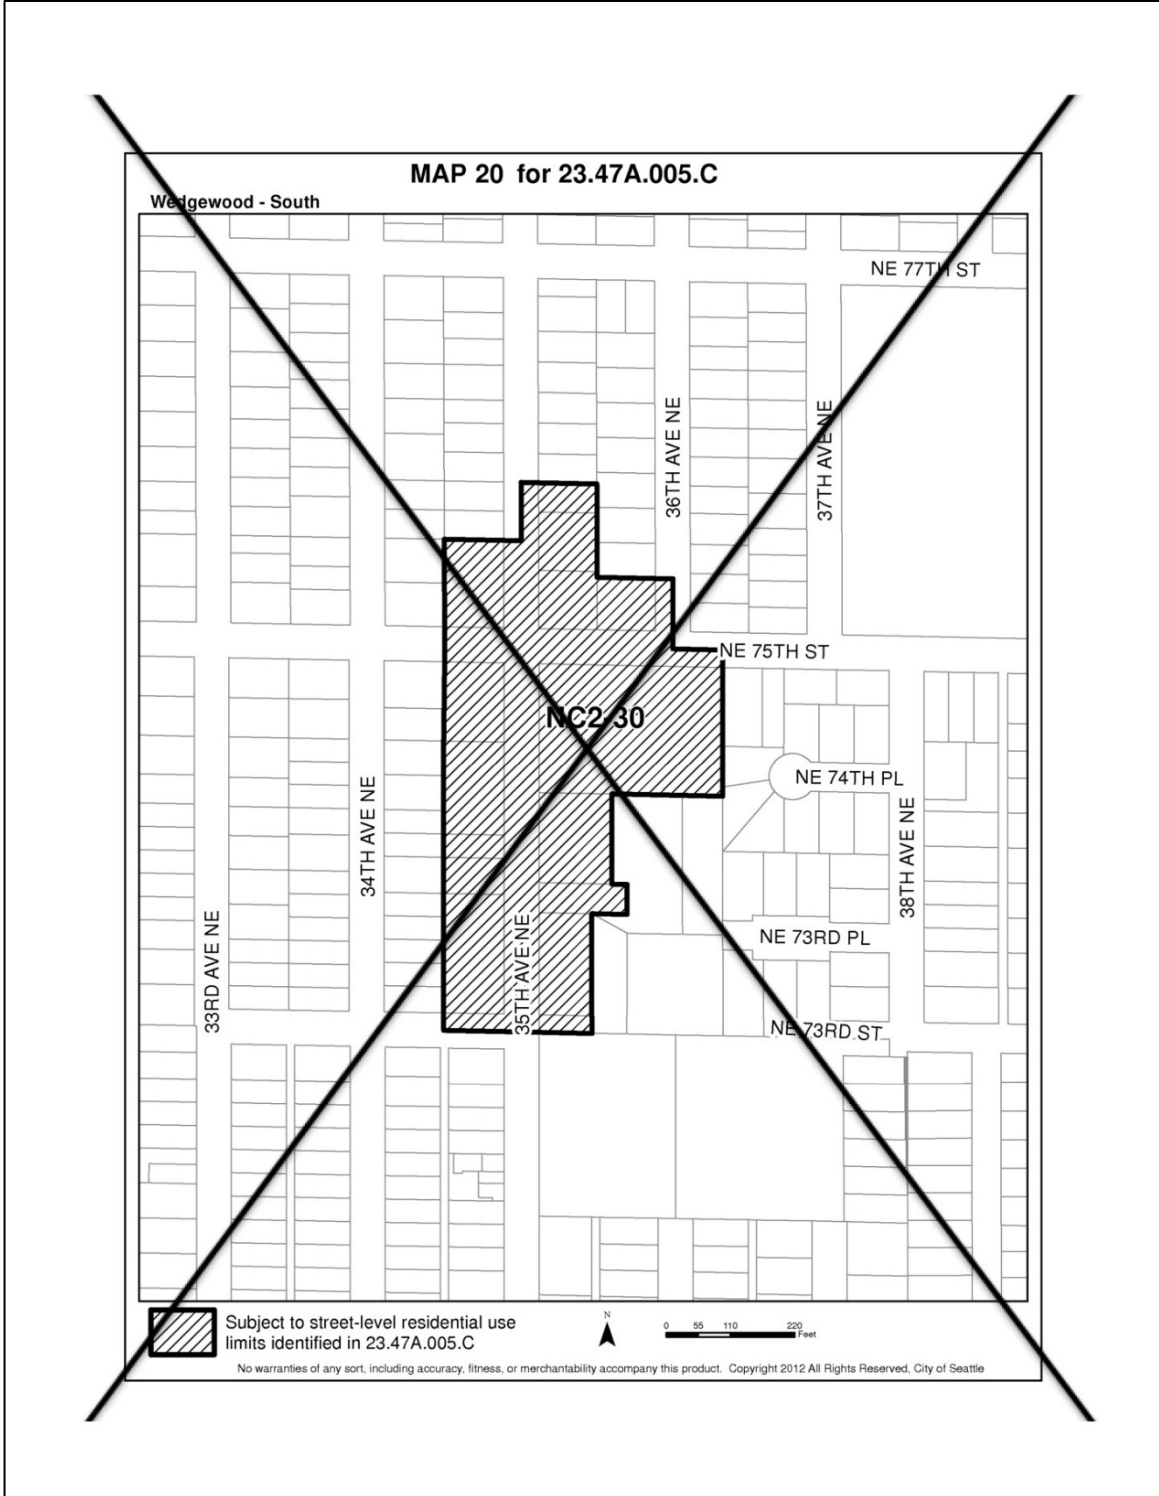 MAP 20 for 23.47A.005.C
Wedgewood - South
NE 77TH ST
36TH AVE NE
37TH AVE NE
NE 75TH ST
NC2-30
NE 74TH PL
34TH AVE NE
38TH AVE NE
33RD AVE NE
35TH AVE NE
NE 73RD PL
NE 73RD ST
Subject to street-level residential use
limits identified in 23.47A.005.C
N
0 55 110 220
Feet
No warranties of any sort, including accuracy, fitness, or merchantability accompany this product. Copyright 2012 All Rights Reserved, City of Seattle